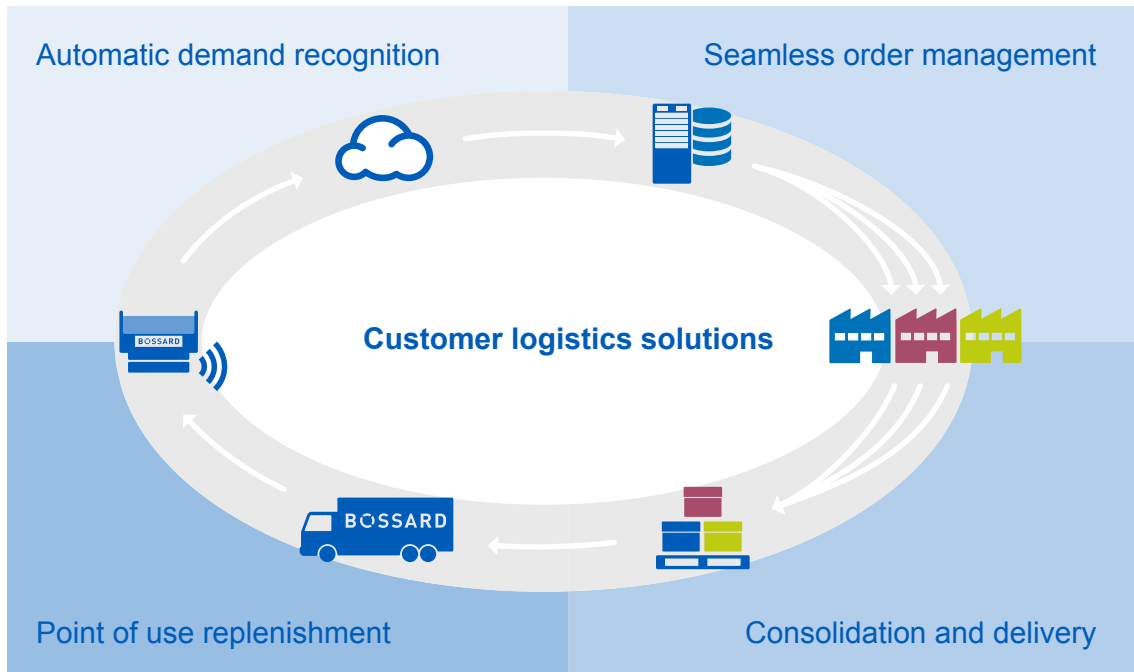 Automatic demand recognition
Seamless order management
Customer logistics solutions
BOSSARD
BOSSARD
Point of use replenishment
Consolidation and delivery